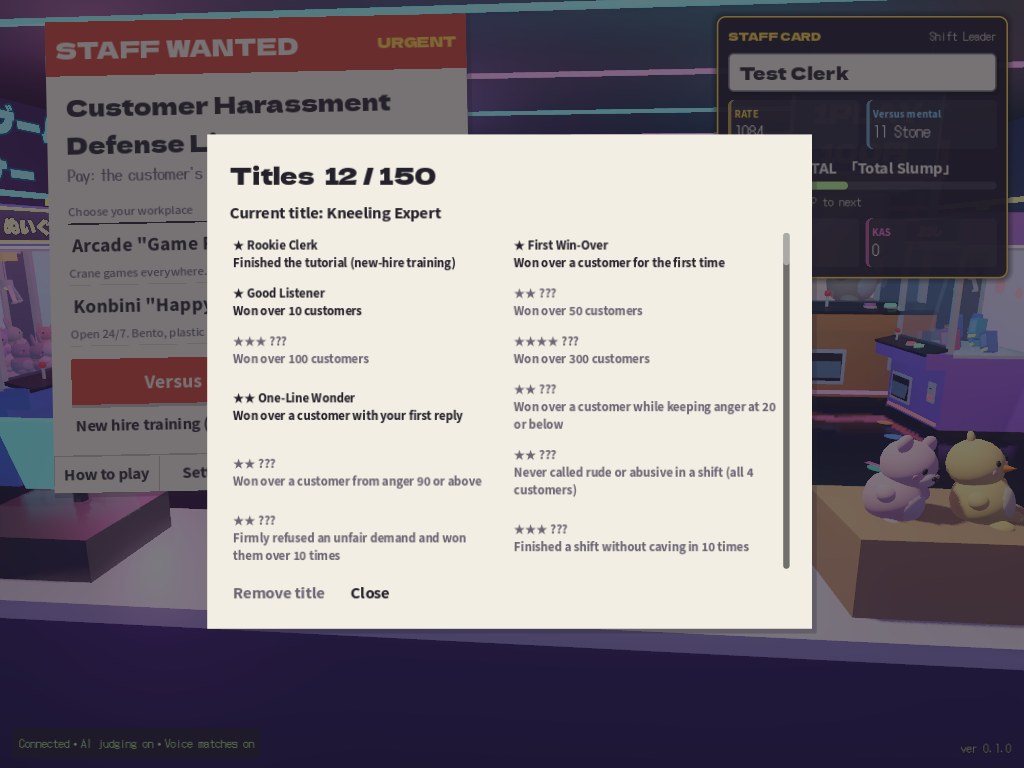 STAFF WANTED
URGENT
Customer Harassment
Defense L
Pay: the customer's
Choose your workplace
Arcade "Game
Crane games everywhere.
Konbini "Happy
Open 24/7. Bento, plastic
Versus
New hire training (
How to play
Set
ぬいぐ
STAFF CARD
Shift Leader
Test Clerk
RATE
1084
Versus mental
11 Stone
TAL 「Total Slump」
to next
KAS
0
Titles 12 / 150
Current title: Kneeling Expert
★ Rookie Clerk
Finished the tutorial (new-hire training)
★ First Win-Over
Won over a customer for the first time
★ Good Listener
Won over 10 customers
★★ ???
Won over 50 customers
★★★ ???
Won over 100 customers
★★★★ ???
Won over 300 customers
★★ One-Line Wonder
Won over a customer with your first reply
★★ ???
Won over a customer while keeping anger at 20
or below
★★ ???
Won over a customer from anger 90 or above
★★ ???
Never called rude or abusive in a shift (all 4
customers)
★★ ???
Firmly refused an unfair demand and won
them over 10 times
★★★ ???
Finished a shift without caving in 10 times
Remove title
Close
Connected • AI judging on • Voice matches on
ver 0.1.0